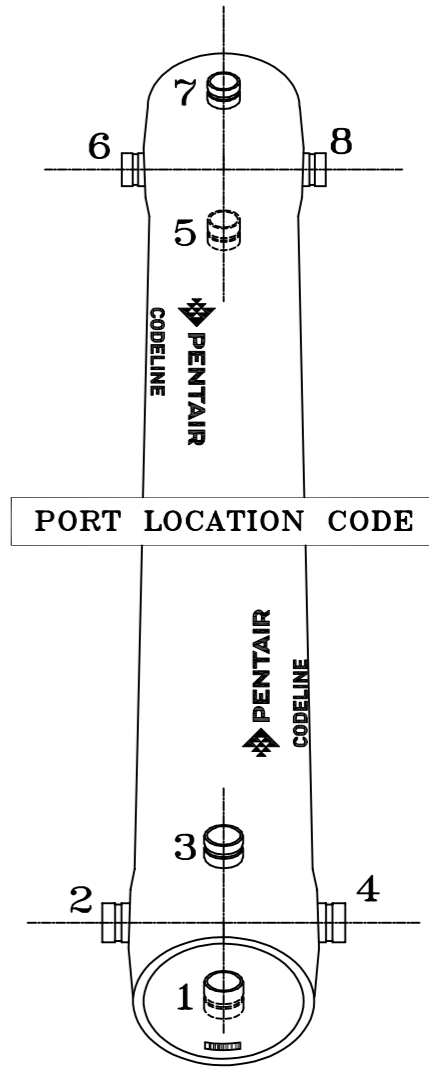 7
6
8
5
CODELINE
PENTAIR
PORT LOCATION CODE
PENTAIR
CODELINE
3
2
4
1